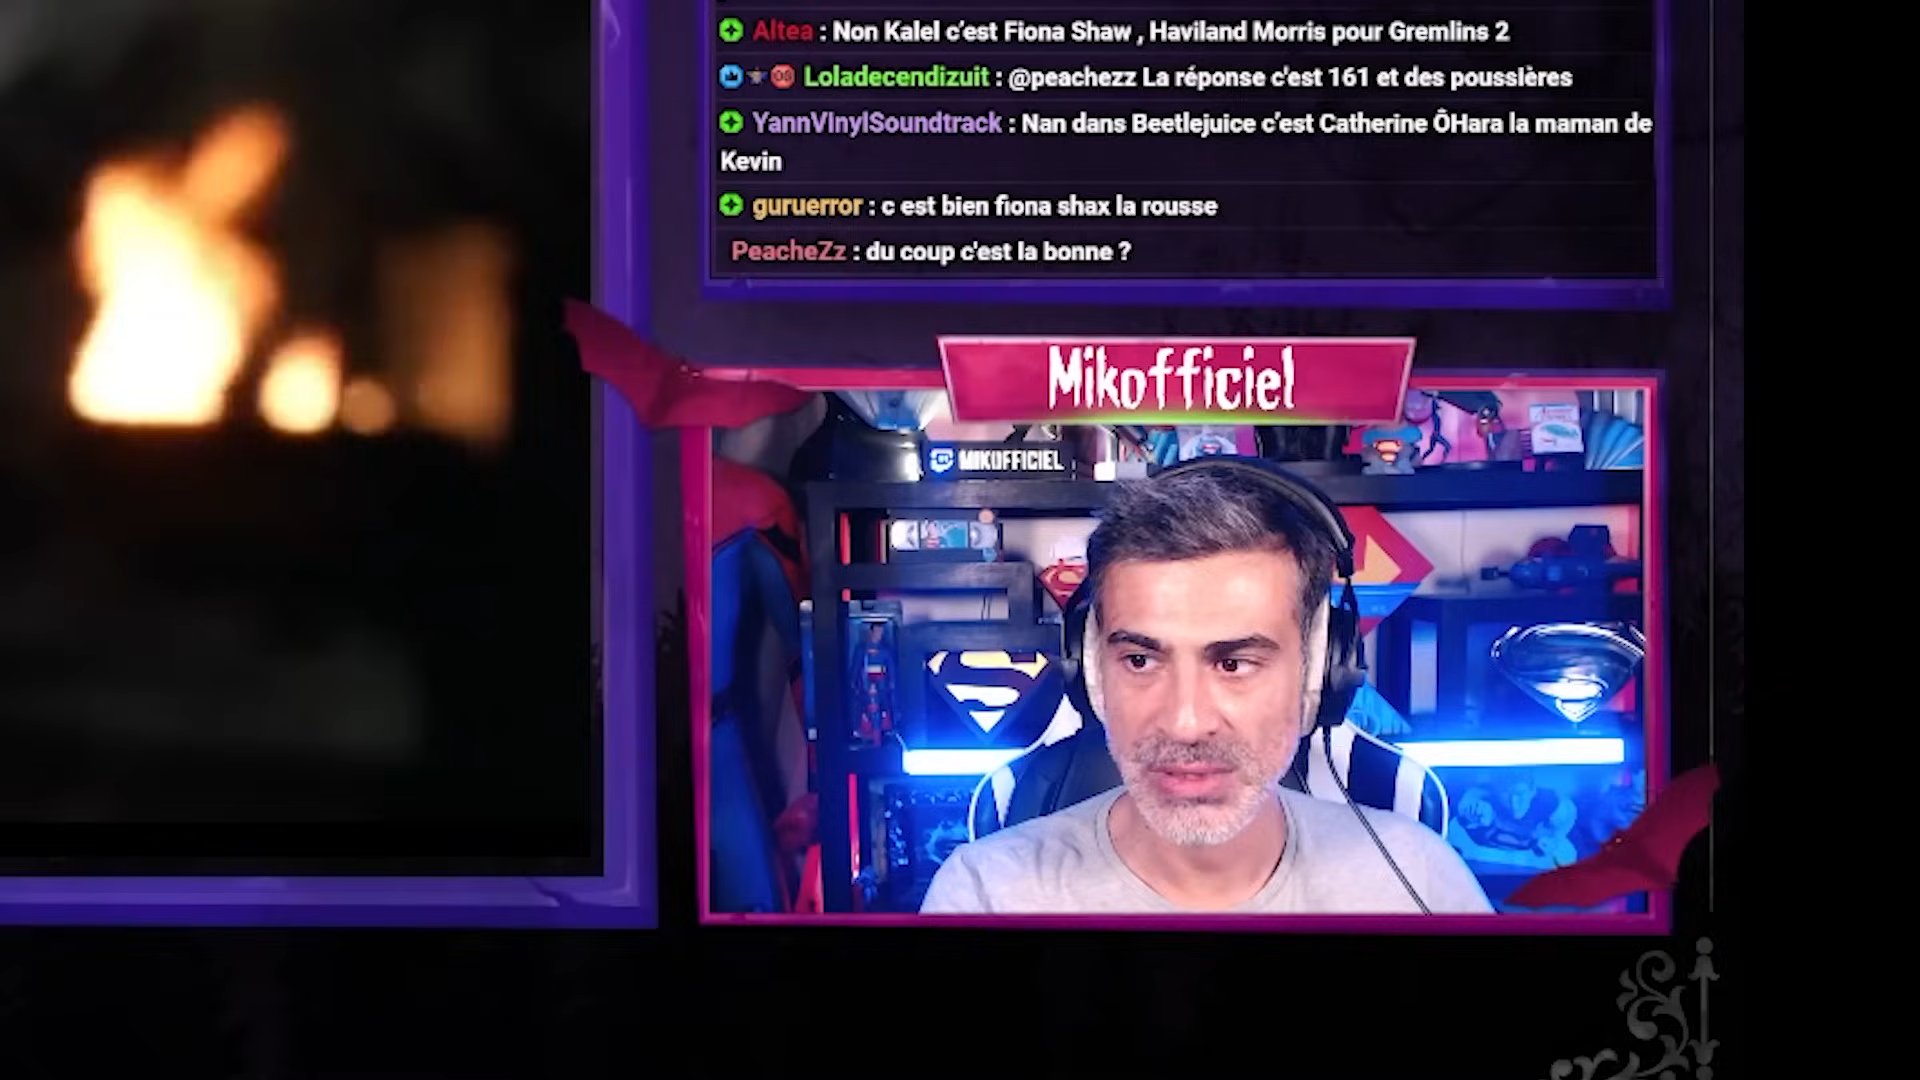 Altea : Non Kalel c'est Fiona Shaw , Haviland Morris pour Gremlins 2
Loladecendizuit : @peachezz La réponse c'est 161 et des poussières
YannVinylSoundtrack : Nan dans Beetlejuice c'est Catherine ÔHara la maman de
Kevin
guruerror : c est bien fiona shax la rousse
PeacheZz : du coup c'est la bonne ?
Mikofficiel
MIKOFFICIEL